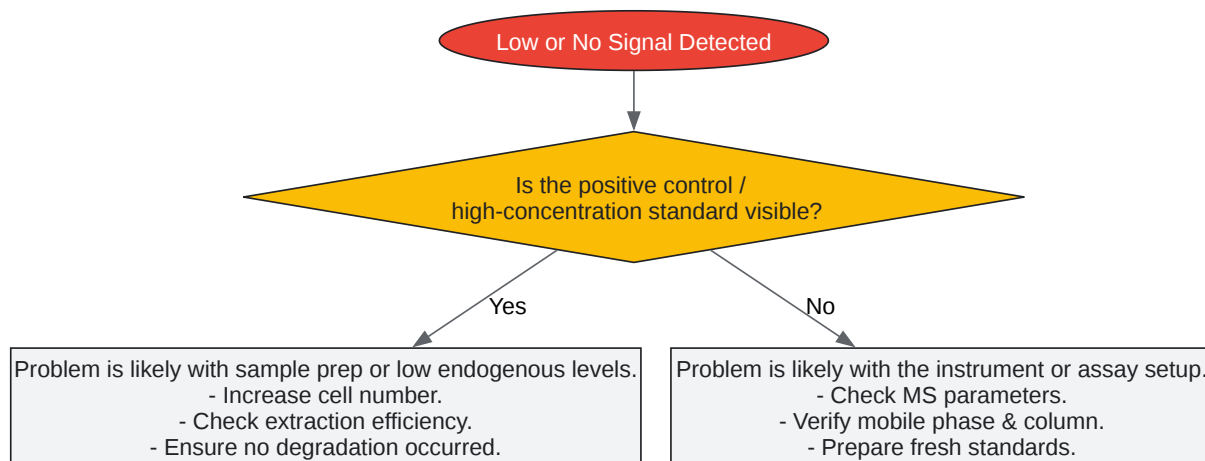 Low or No Signal Detected
Is the positive control /
high-concentration standard visible?
Yes
No
Problem is likely with sample prep or low endogenous levels.
- Increase cell number.
- Check extraction efficiency.
- Ensure no degradation occurred.
Problem is likely with the instrument or assay setup.
- Check MS parameters.
- Verify mobile phase & column.
- Prepare fresh standards.